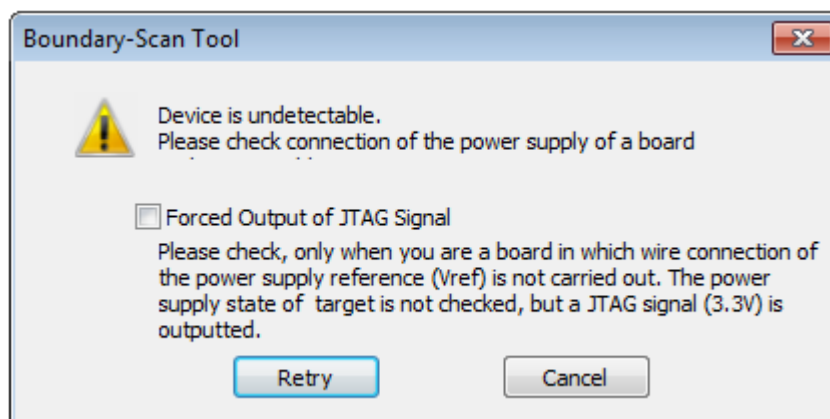 Boundary-Scan Tool
Device is undetectable.
Please check connection of the power supply of a board
Forced Output of JTAG Signal
Please check, only when you are a board in which wire connection of
the power supply reference (Vref) is not carried out. The power
supply state of  target is not checked, but a JTAG signal (3.3V) is
outputted.
Retry
Cancel